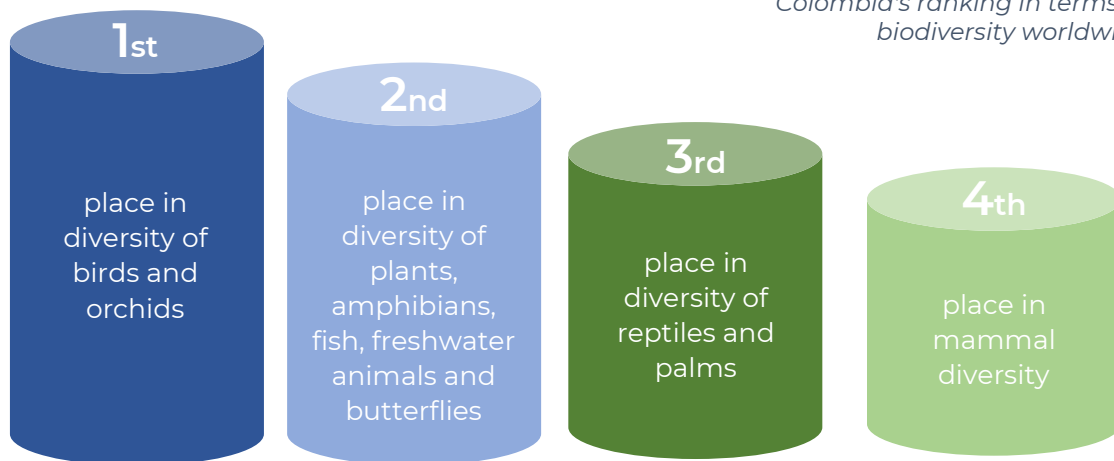 Colombia's ranking in terms
biodiversity
1st
place in
diversity of
birds and
orchids
2nd
place in
diversity of
plants,
amphibians,
fish, freshwater
animals and
butterflies
3rd
place in
diversity of
reptiles and
palms
4th
place in
mammal
diversity